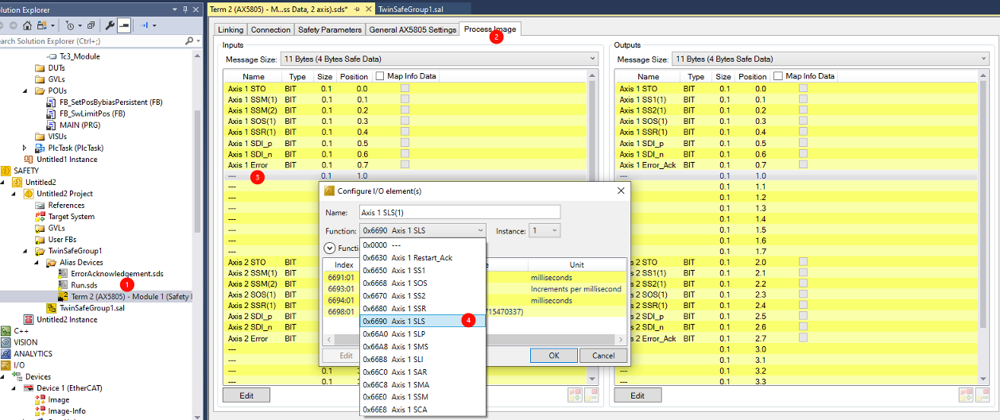 olution Explorer
earch Solution Explorer (Ctrl+;)
Tc3_Module
DUTs
GVLs
POUs
FB_SetPosBybiasPersistent (FB)
FB_SwLimitPos (FB)
MAIN (PRG)
VISUs
PlcTask (PlcTask)
Untitled1 Instance
SAFETY
Untitled2
Untitled2 Project
References
Target System
GVLs
User FBs
TwinSafeGroup1
Alias Devices
ErrorAcknowledgement.sds
Run.sds
1
Term 2 (AX5805) - Module 1 (Safety I
TwinSafeGroup1.sal
Untitled2 Instance
C++
VISION
ANALYTICS
I/O
Devices
Device 1 (EtherCAT)
Image
Image-Info
Term 2 (AX5805) - M...ss Data, 2 axis).sds*
TwinSafeGroup1.sal
Linking
Connection
Safety Parameters
General AX5805 Settings
Process Image
2
Inputs
Message Size: 11 Bytes (4 Bytes Safe Data)
Name Type Size Position Map Info Data
Axis 1 STO BIT 0.1 0.0
Axis 1 SSM(1) BIT 0.1 0.1
Axis 1 SSM(2) BIT 0.1 0.2
Axis 1 SOS(1) BIT 0.1 0.3
Axis 1 SSR(1) BIT 0.1 0.4
Axis 1 SDI_p BIT 0.1 0.5
Axis 1 SDI_n BIT 0.1 0.6
Axis 1 Error BIT 0.1 0.7
--- 3 0.1 1.0
---
---
---
---
---
---
---
Axis 2 STO BIT
Axis 2 SSM(1) BIT
Axis 2 SSM(2) BIT
Axis 2 SOS(1) BIT
Axis 2 SSR(1) BIT
Axis 2 SDI_p BIT
Axis 2 SDI_n BIT
Axis 2 Error BIT
---
---
---
--- 0.1 3.
Edit
Outputs
Message Size: 11 Bytes (4 Bytes Safe Data)
Name Type Size Position Map Info Data
Axis 1 STO BIT 0.1 0.0
Axis 1 SS1(1) BIT 0.1 0.1
Axis 1 SS2(1) BIT 0.1 0.2
Axis 1 SOS(1) BIT 0.1 0.3
Axis 1 SSR(1) BIT 0.1 0.4
Axis 1 SDI_p BIT 0.1 0.5
Axis 1 SDI_n BIT 0.1 0.6
Axis 1 Error_Ack BIT 0.1 0.7
--- 0.1 1.0
0.1 1.1
0.1 1.2
0.1 1.3
0.1 1.4
0.1 1.5
0.1 1.6
0.1 1.7
2 STO BIT 0.1 2.0
2 SS1(1) BIT 0.1 2.1
2 SS2(1) BIT 0.1 2.2
2 SOS(1) BIT 0.1 2.3
2 SSR(1) BIT 0.1 2.4
2 SDI_p BIT 0.1 2.5
2 SDI_n BIT 0.1 2.6
2 Error_Ack BIT 0.1 2.7
0.1 3.0
0.1 3.1
--- 0.1 3.2
--- 0.1 3.3
Edit
Configure I/O element(s)
Name: Axis 1 SLS(1)
Function: 0x6690 Axis 1 SLS Instance: 1
Functi
Index Unit
6691:01 milliseconds
6693:01 Increments per millisecond
6694:01 milliseconds
6698:01 715470337)
0x0000 ---
0x6630 Axis 1 Restart_Ack
0x6650 Axis 1 SS1
0x6668 Axis 1 SOS
0x6670 Axis 1 SS2
0x6680 Axis 1 SSR
0x6690 Axis 1 SLS
4
0x66A0 Axis 1 SLP
0x66A8 Axis 1 SMS
0x66B8 Axis 1 SLI
0x66C0 Axis 1 SAR
0x66C8 Axis 1 SMA
0x66E0 Axis 1 SSM
0x66E8 Axis 1 SCA
Edit
OK
Cancel